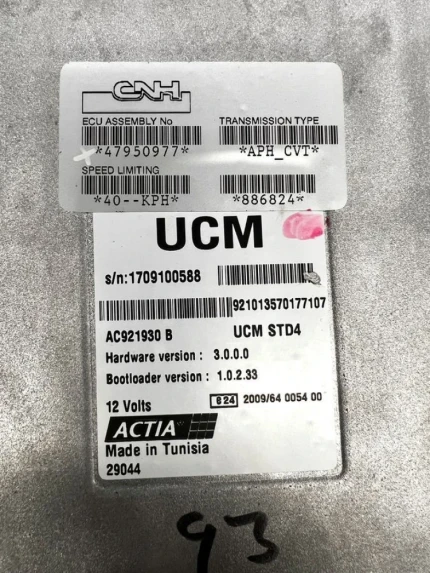 CNH
ECU ASSEMBLY No TRANSMISSION TYPE
*47950977* *APH_CVT*
SPEED LIMITING
*40--KPH* *886824*
UCM
s/n:1709100588
921013570177107
AC921930 B UCM STD4
Hardware version : 3.0.0.0
Bootloader version : 1.0.2.33
12 Volts e24 2009/64 0054 00
ACTIA
Made in Tunisia
29044
93